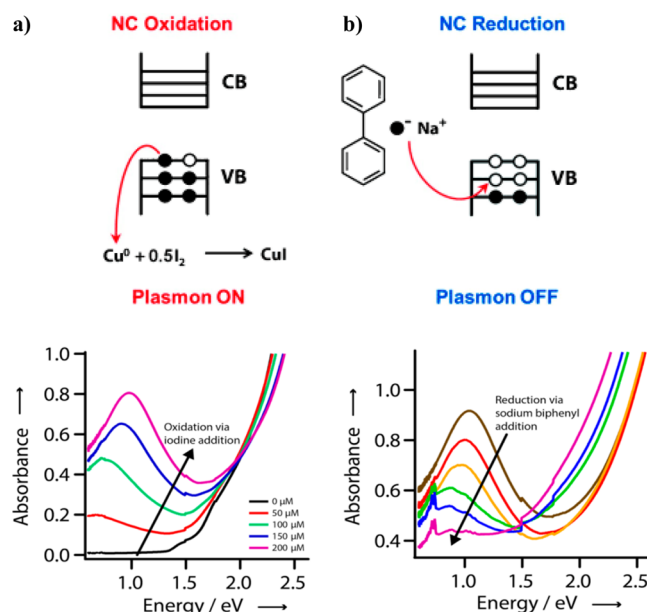 a)
NC Oxidation
CB
VB
Cu⁰ + 0.5I₂ ⟶ CuI
Plasmon ON
1.0
0.8
0.6
0.4
0.2
0.0
Absorbance ⟶
Oxidation via
iodine addition
0 μM
50 μM
100 μM
150 μM
200 μM
1.0 1.5 2.0 2.5
Energy / eV ⟶
b)
NC Reduction
CB
− Na⁺
VB
Plasmon OFF
1.0
0.8
0.6
0.4
Absorbance ⟶
Reduction via
sodium biphenyl
addition
1.0 1.5 2.0 2.5
Energy / eV ⟶